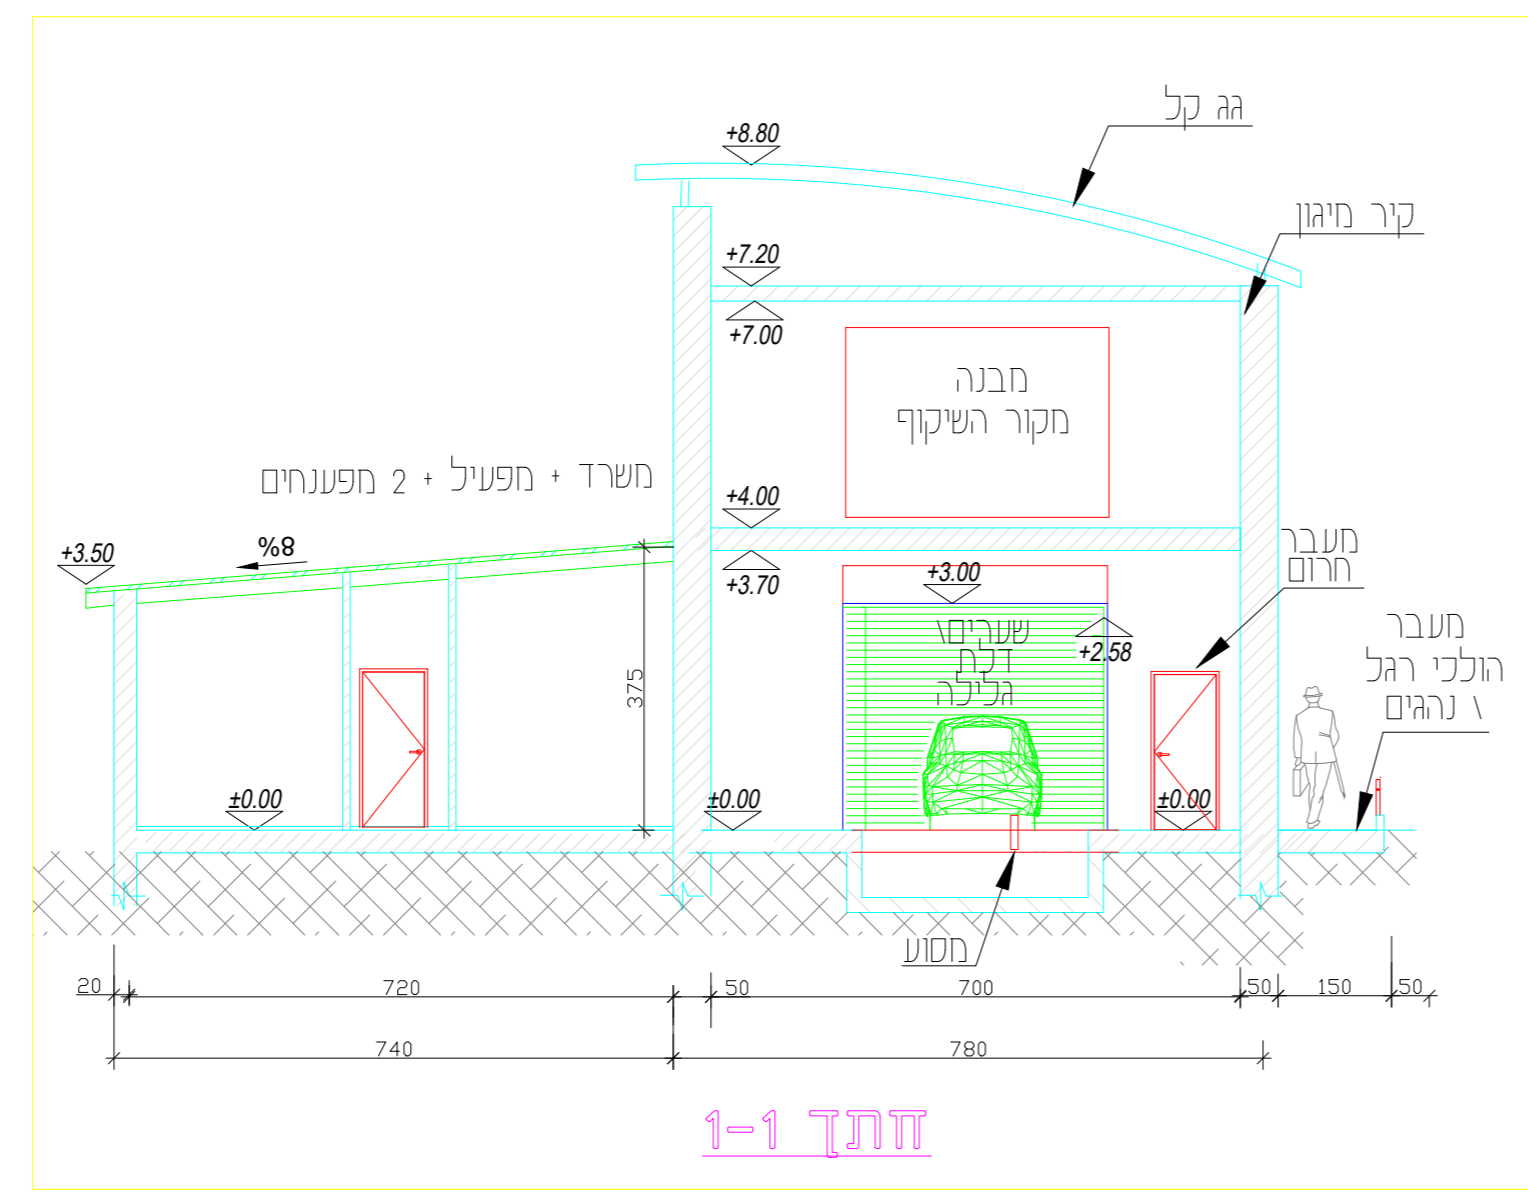 גג קל
+8.80
קיר מיגון
+7.20
+7.00
מבנה
מקור השיקוף
משרד + מפעיל + 2 מפענחים
+4.00
+3.50
%8
+3.70
+3.00
מעבר
חרום
שערים\
דלת
גלילה
+2.58
מעבר
הולכי רגל
\ נהגים
375
±0.00
±0.00
±0.00
מסוע
20
720
50
700
50
150
50
740
780
חתך 1-1